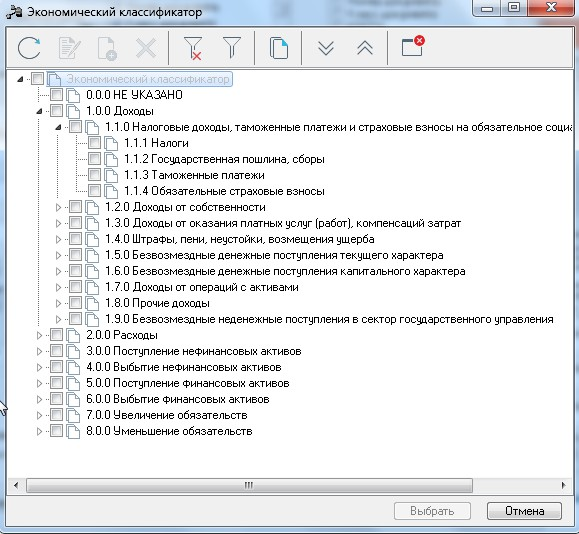 Экономический классификатор
Экономический классификатор
0.0.0 НЕ УКАЗАНО
1.0.0 Доходы
1.1.0 Налоговые доходы, таможенные платежи и страховые взносы на обязательное соци
1.1.1 Налоги
1.1.2 Государственная пошлина, сборы
1.1.3 Таможенные платежи
1.1.4 Обязательные страховые взносы
1.2.0 Доходы от собственности
1.3.0 Доходы от оказания платных услуг (работ), компенсаций затрат
1.4.0 Штрафы, пени, неустойки, возмещения ущерба
1.5.0 Безвозмездные денежные поступления текущего характера
1.6.0 Безвозмездные денежные поступления капитального характера
1.7.0 Доходы от операций с активами
1.8.0 Прочие доходы
1.9.0 Безвозмездные неденежные поступления в сектор государственного управления
2.0.0 Расходы
3.0.0 Поступление нефинансовых активов
4.0.0 Выбытие нефинансовых активов
5.0.0 Поступление финансовых активов
6.0.0 Выбытие финансовых активов
7.0.0 Увеличение обязательств
8.0.0 Уменьшение обязательств
Выбрать
Отмена